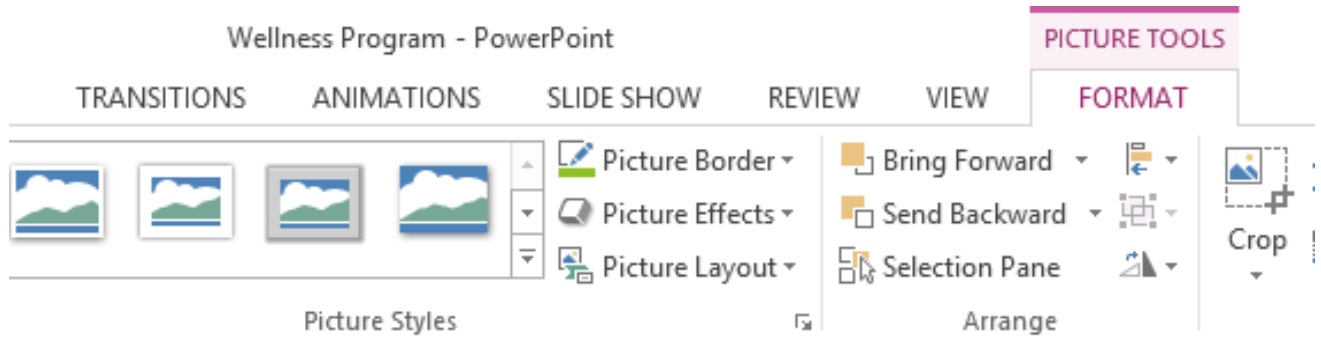 Wellness Program - PowerPoint
PICTURE TOOLS
TRANSITIONS ANIMATIONS SLIDE SHOW REVIEW VIEW FORMAT
Picture Border
Picture Effects
Picture Layout
Picture Styles
Bring Forward
Send Backward
Selection Pane
Arrange
Crop